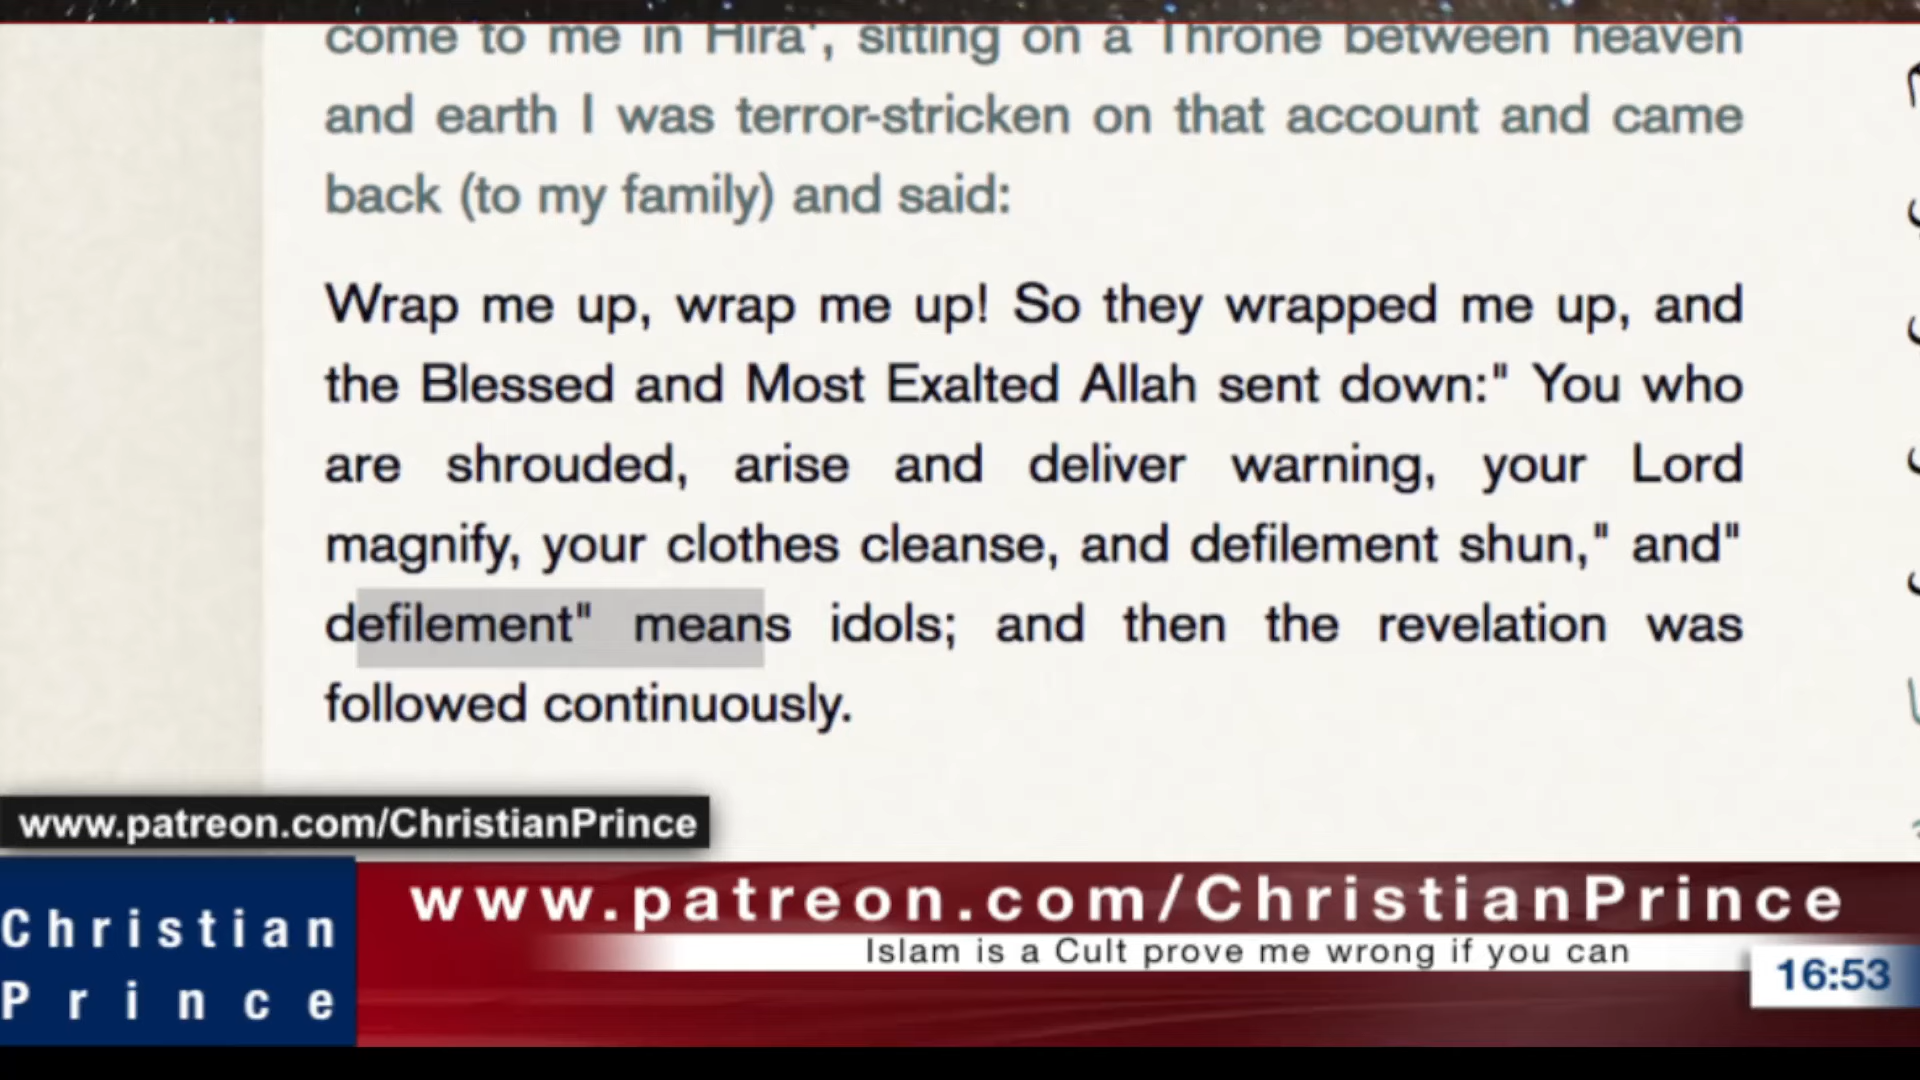 come to me in Hira', sitting on a Throne between heaven
and earth I was terror-stricken on that account and came
back (to my family) and said:
Wrap me up, wrap me up! So they wrapped me up, and
the Blessed and Most Exalted Allah sent down:" You who
are shrouded, arise and deliver warning, your Lord
magnify, your clothes cleanse, and defilement shun," and"
defilement" means idols; and then the revelation was
followed continuously.
www.patreon.com/ChristianPrince
Christian
Prince
www.patreon.com/ChristianPrince
Islam is a Cult prove me wrong if you can
16:53